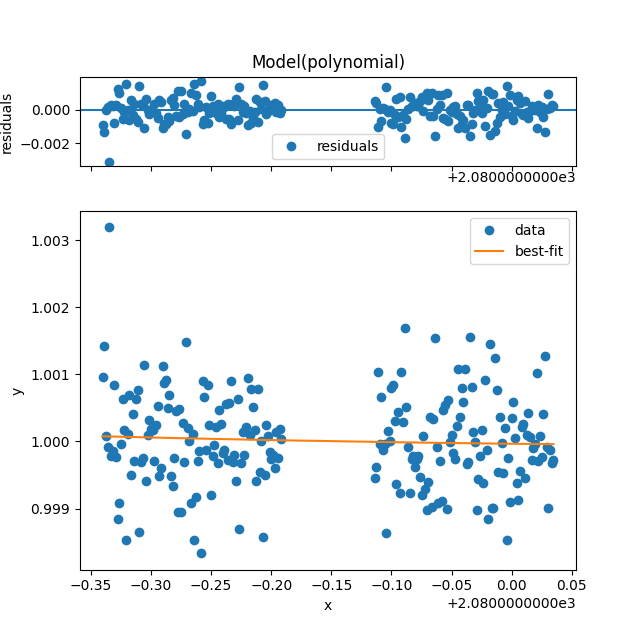 Model(polynomial)
residuals
0.000
−0.002
residuals
+2.0800000000e3
y
1.003
1.002
1.001
1.000
0.999
data
best-fit
−0.35 −0.30 −0.25 −0.20 −0.15 −0.10 −0.05 0.00 0.05
x
+2.0800000000e3